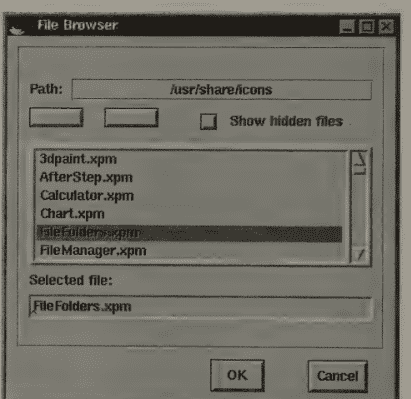 File Browser
Path: /usr/share/icons
Show hidden files
3dpaint.xpm
AfterStep.xpm
Calculator.xpm
Chart.xpm
FileFolders.xpm
FileManager.xpm
Selected file:
FileFolders.xpm
OK Cancel